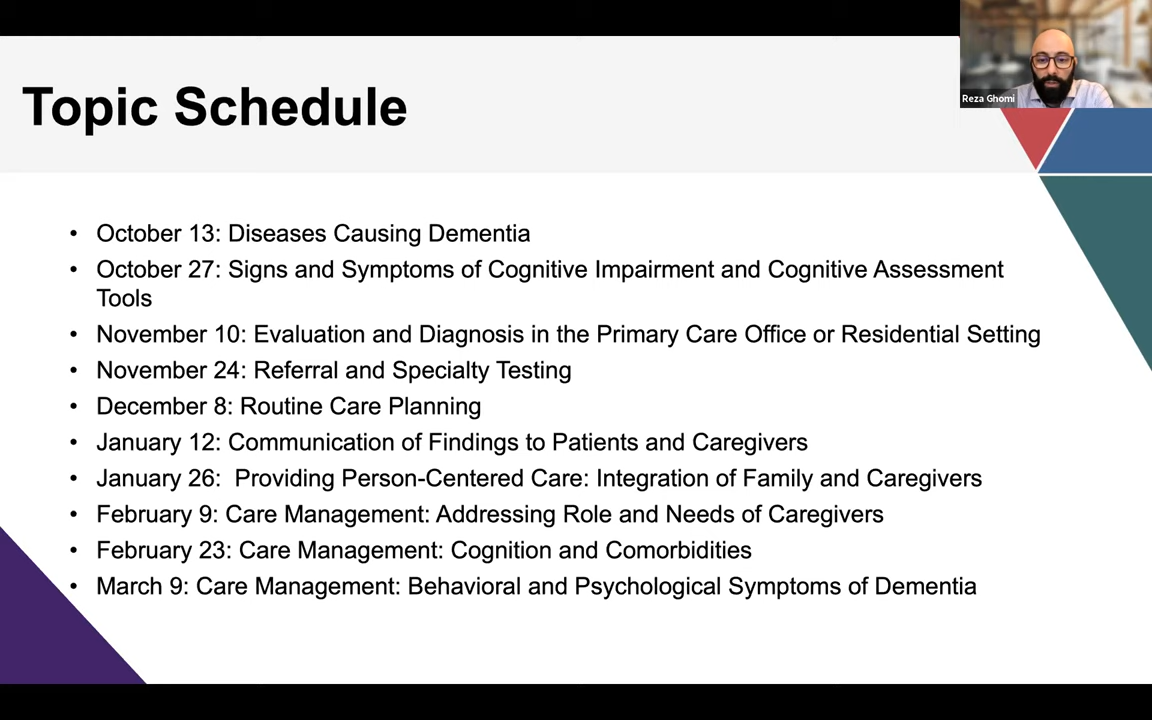 Reza Ghomi
Topic Schedule
• October 13: Diseases Causing Dementia
• October 27: Signs and Symptoms of Cognitive Impairment and Cognitive Assessment
Tools
• November 10: Evaluation and Diagnosis in the Primary Care Office or Residential Setting
• November 24: Referral and Specialty Testing
• December 8: Routine Care Planning
• January 12: Communication of Findings to Patients and Caregivers
• January 26:  Providing Person-Centered Care: Integration of Family and Caregivers
• February 9: Care Management: Addressing Role and Needs of Caregivers
• February 23: Care Management: Cognition and Comorbidities
• March 9: Care Management: Behavioral and Psychological Symptoms of Dementia